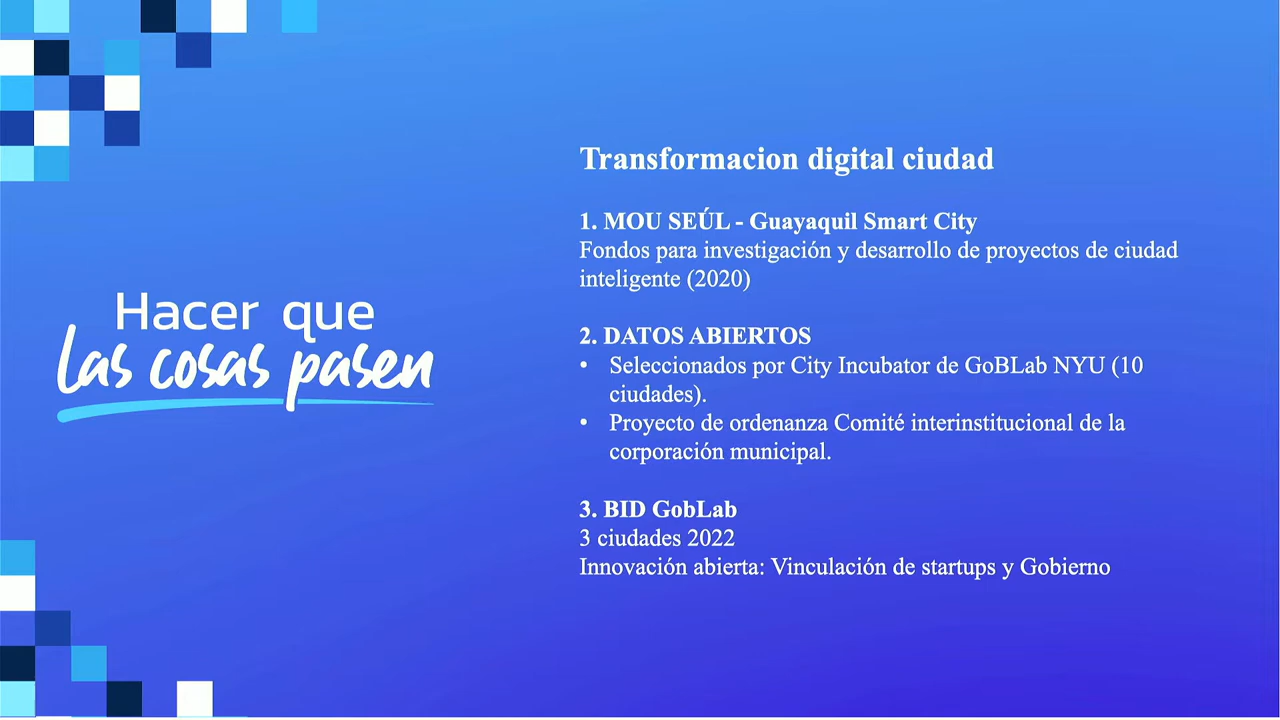 Hacer que
las cosas pasen
Transformacion digital ciudad
1. MOU SEÚL - Guayaquil Smart City
Fondos para investigación y desarrollo de proyectos de ciudad
inteligente (2020)
2. DATOS ABIERTOS
• Seleccionados por City Incubator de GoBLab NYU (10
ciudades).
• Proyecto de ordenanza Comité interinstitucional de la
corporación municipal.
3. BID GobLab
3 ciudades 2022
Innovación abierta: Vinculación de startups y Gobierno